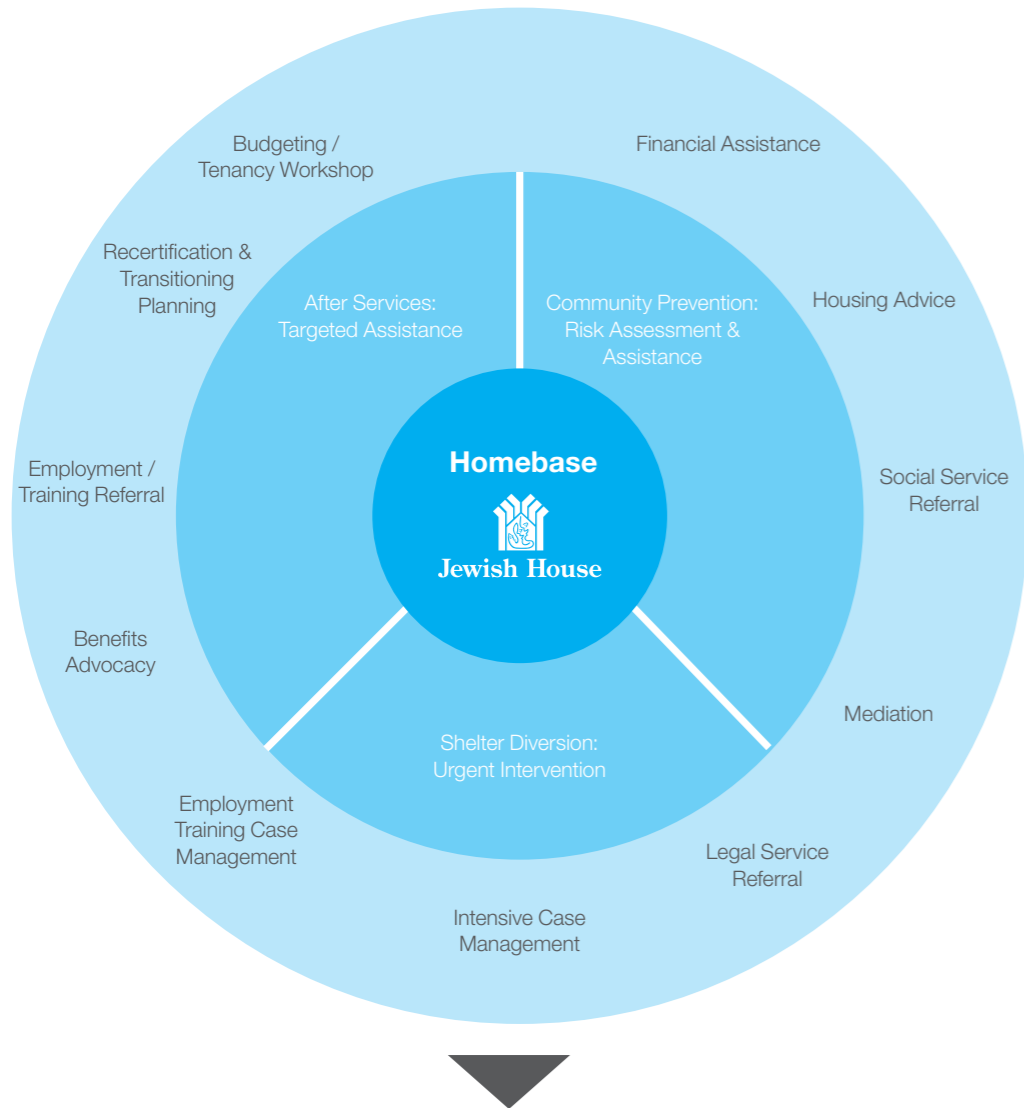 Budgeting /
Tenancy Workshop
Financial Assistance
Recertification &
Transitioning
Planning
After Services:
Targeted Assistance
Community Prevention:
Risk Assessment &
Assistance
Housing Advice
Homebase
Jewish House
Employment /
Training Referral
Social Service
Referral
Benefits
Advocacy
Mediation
Shelter Diversion:
Urgent Intervention
Employment
Training Case
Management
Legal Service
Referral
Intensive Case
Management